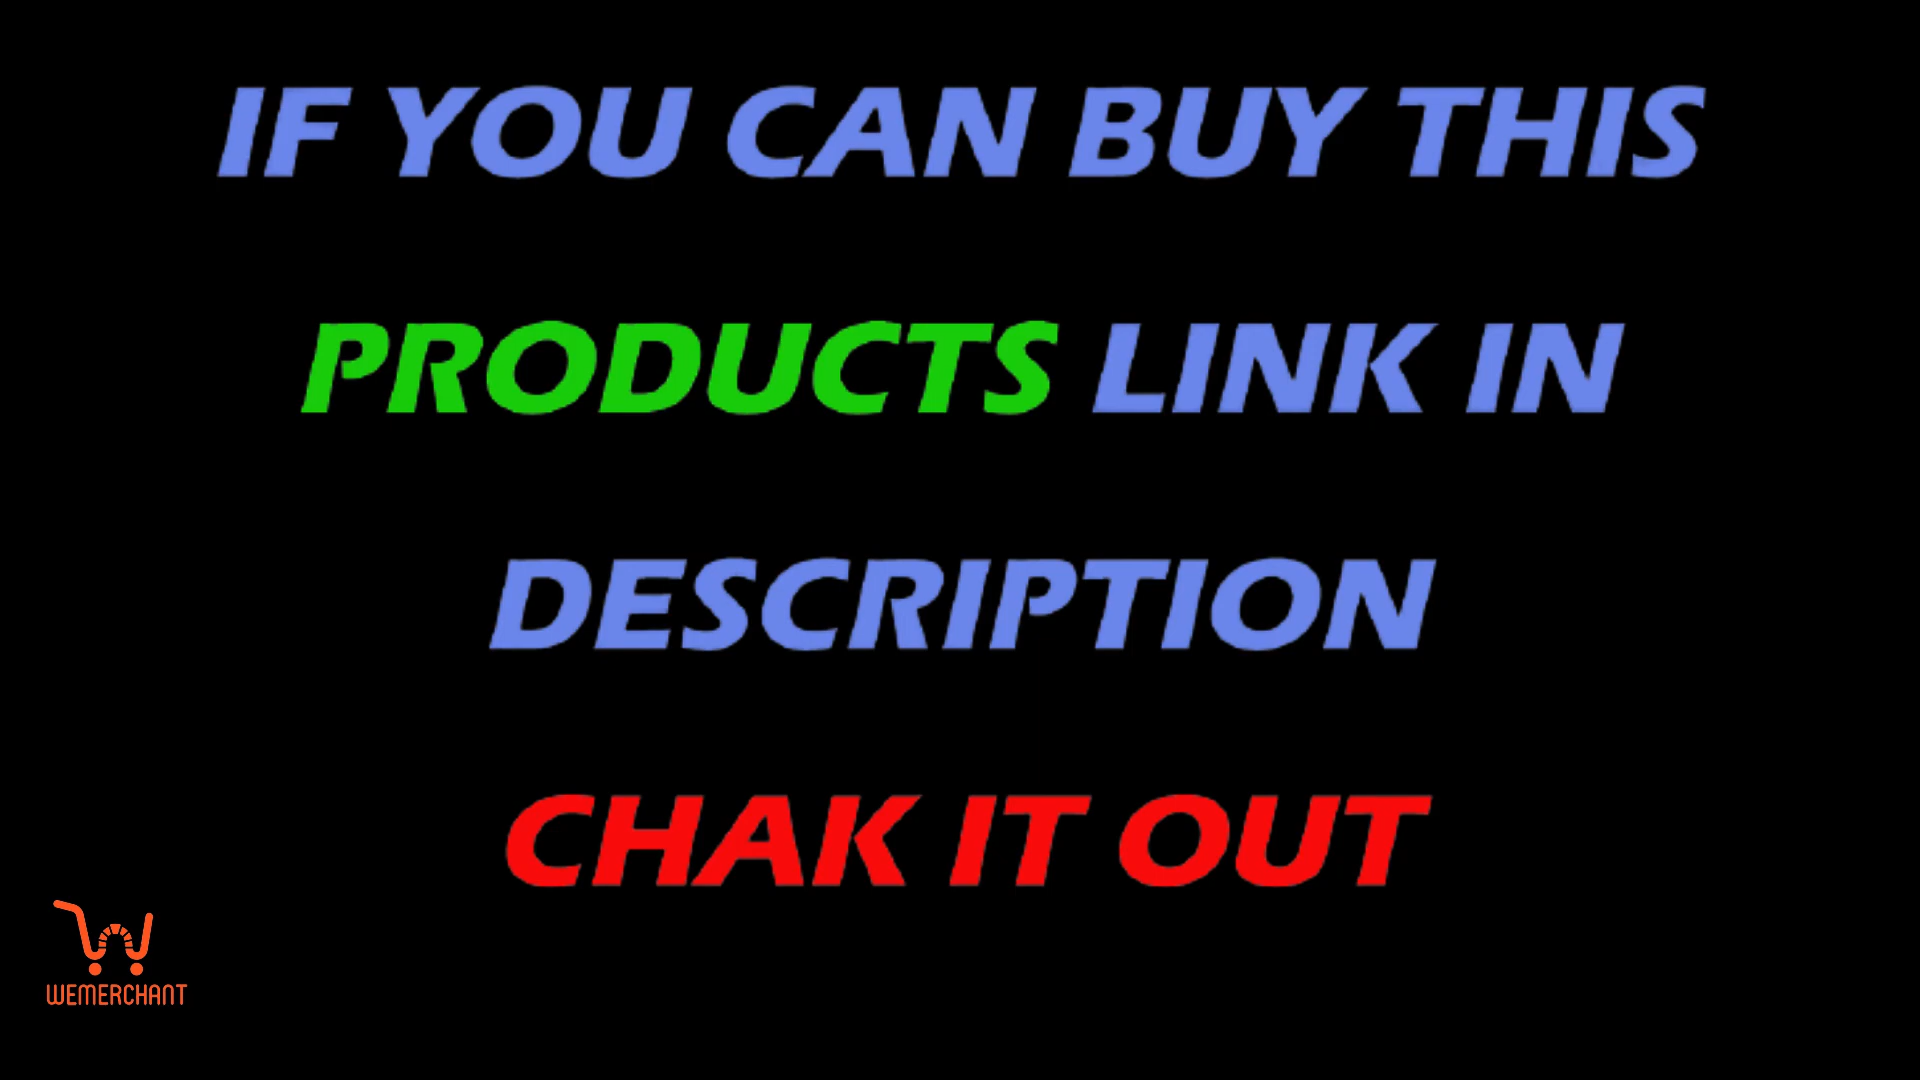 IF YOU CAN BUY THIS
PRODUCTS LINK IN
DESCRIPTION
CHAK IT OUT
WEMERCHANT